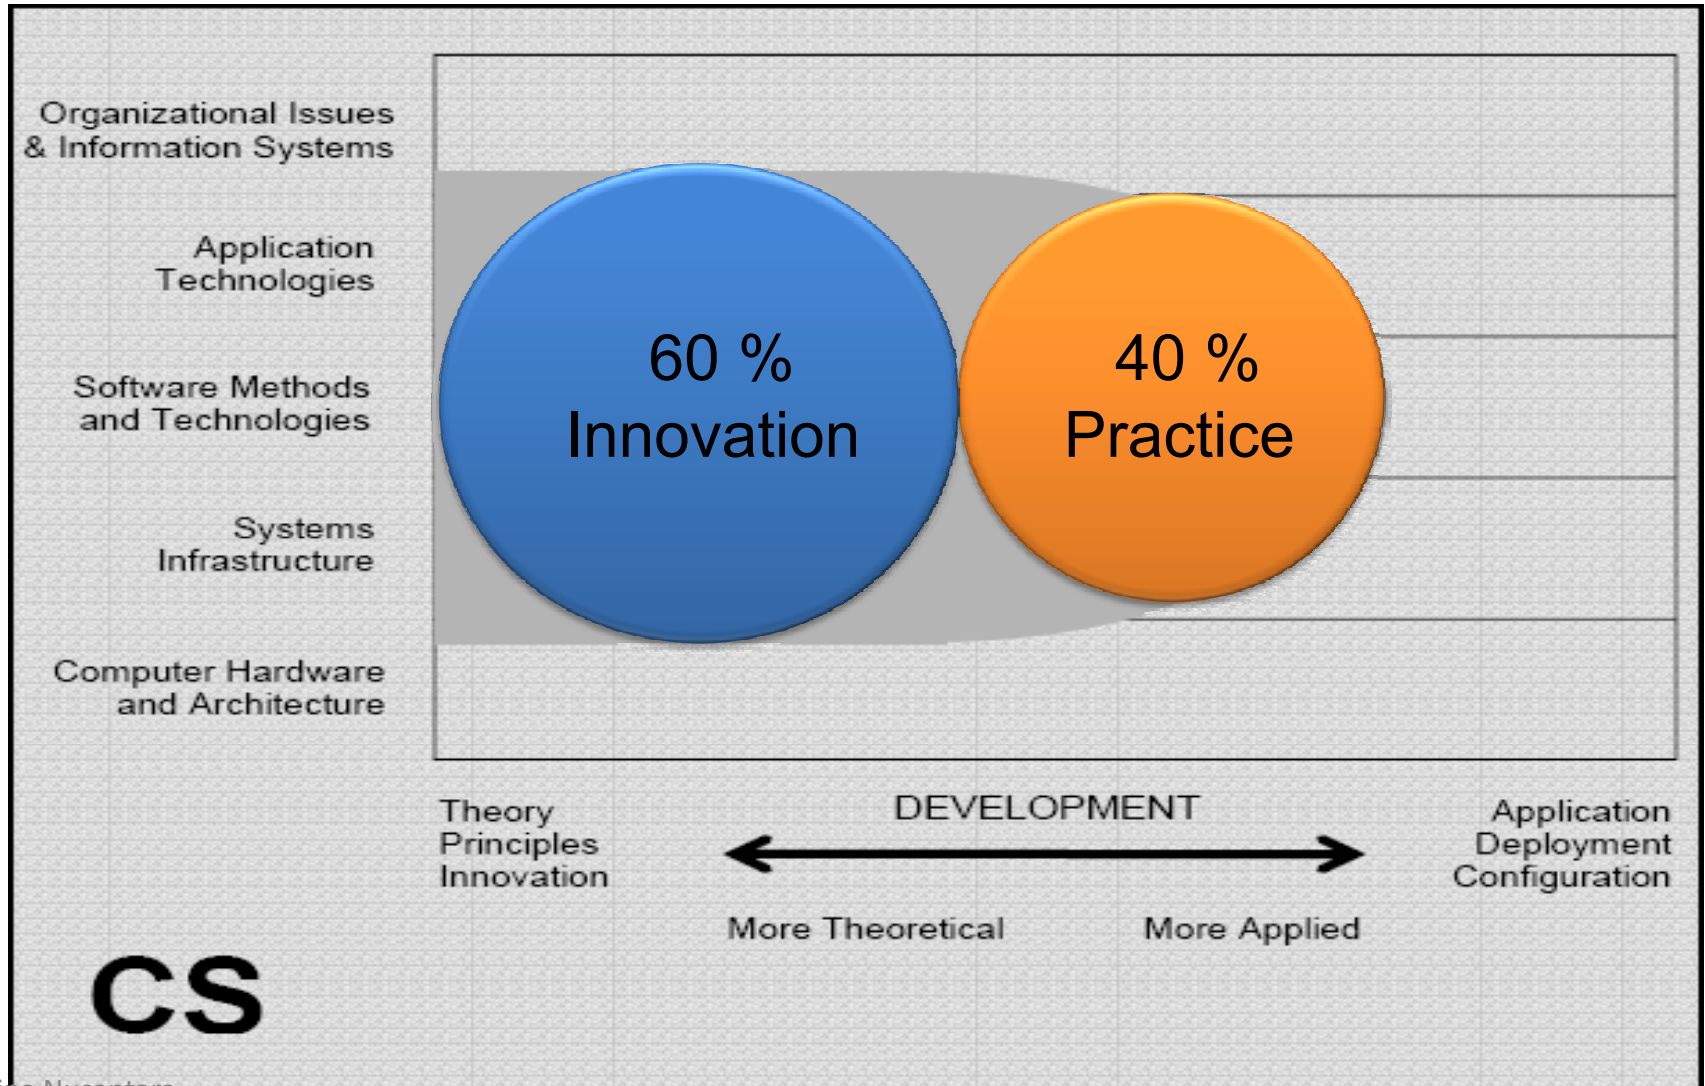 Organizational Issues
& Information Systems
Application
Technologies
Software Methods
and Technologies
Systems
Infrastructure
Computer Hardware
and Architecture
60 %
Innovation
40 %
Practice
Theory
Principles
Innovation
DEVELOPMENT
More Theoretical
More Applied
Application
Deployment
Configuration
CS